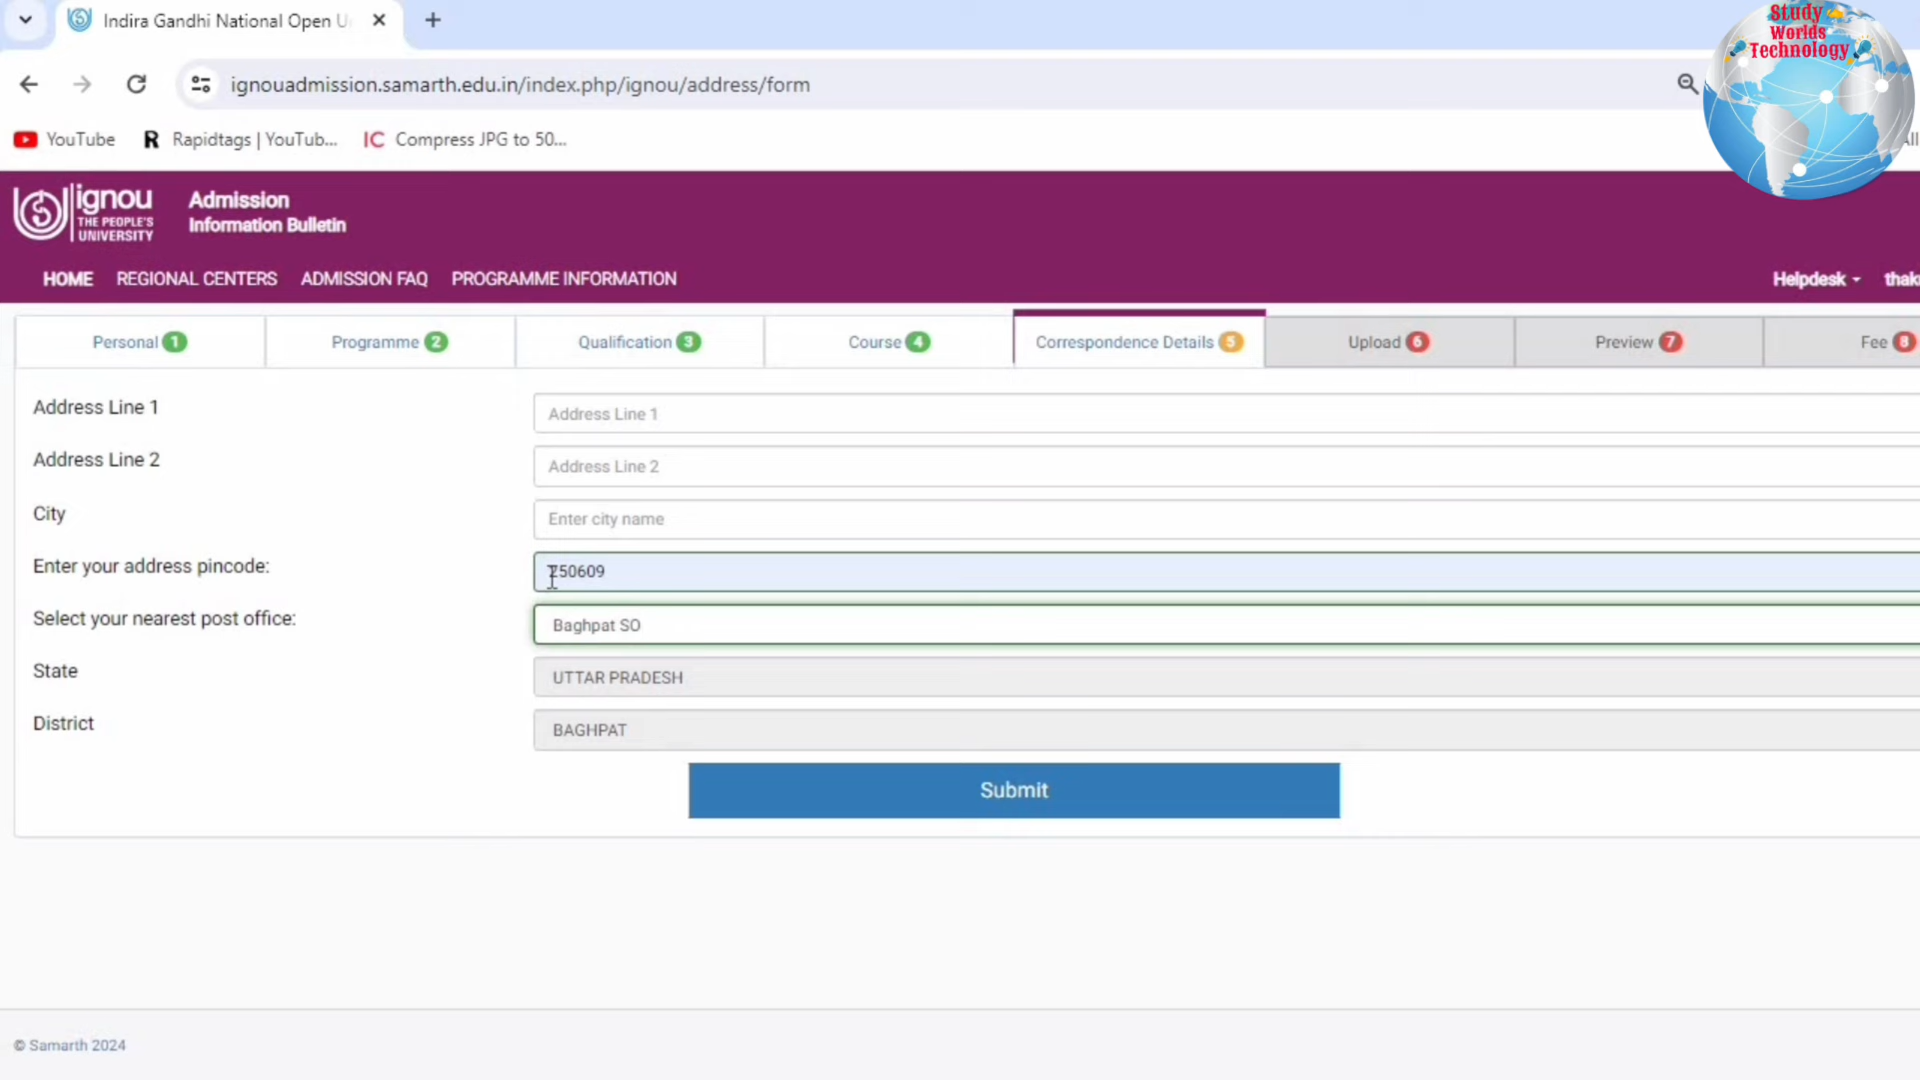 Indira Gandhi National Open U
Study
Worlds
Technology
ignouadmission.samarth.edu.in/index.php/ignou/address/form
YouTube
Rapidtags | YouTub...
IC Compress JPG to 50...
All
ignou
THE PEOPLE'S
UNIVERSITY
Admission
Information Bulletin
HOME REGIONAL CENTERS ADMISSION FAQ PROGRAMME INFORMATION Helpdesk
Personal 1 Programme 2 Qualification 3 Course 4 Correspondence Details 5 Upload 6 Preview 7 Fee 8
Address Line 1 Address Line 1
Address Line 2 Address Line 2
City Enter city name
Enter your address pincode: 250609
Select your nearest post office: Baghpat SO
State UTTAR PRADESH
District BAGHPAT
Submit
© Samarth 2024